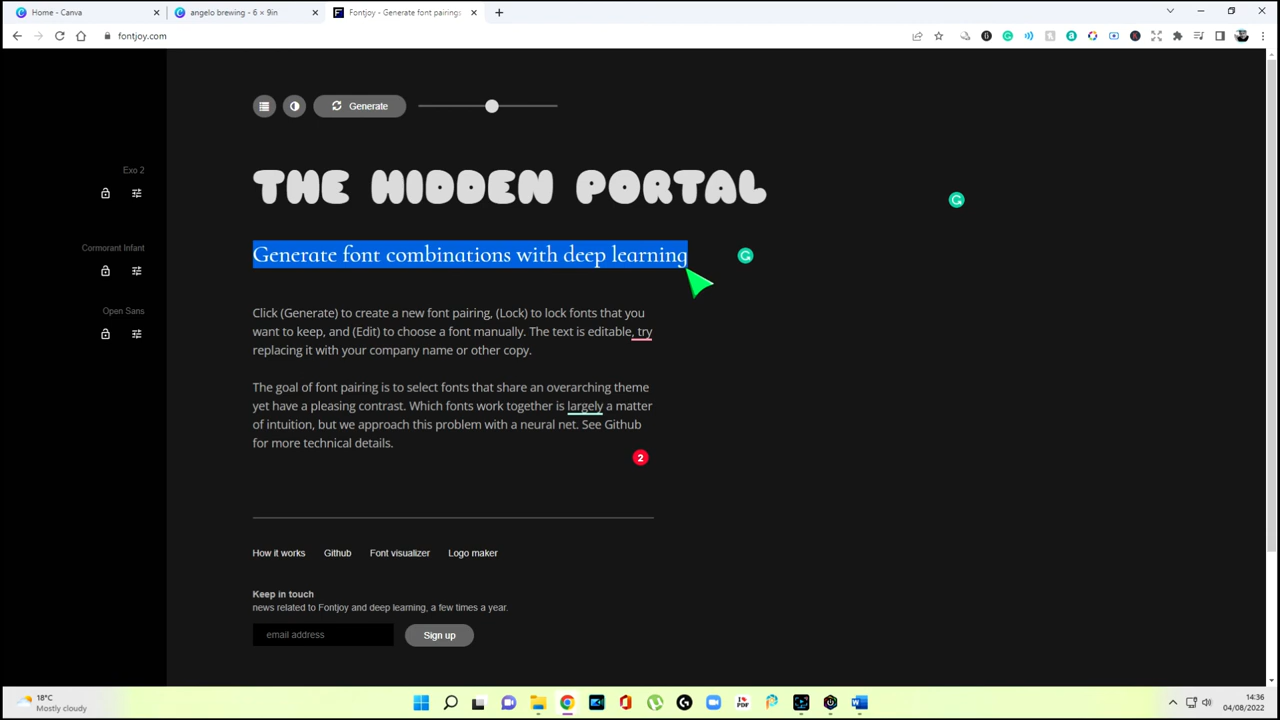 Home - Canva
angelo brewing - 6 × 9in
Fontjoy - Generate font pairings
fontjoy.com
Generate
Exo 2
THE HIDDEN PORTAL
Cormorant Infant
Generate font combinations with deep learning
Open Sans
Click (Generate) to create a new font pairing, (Lock) to lock fonts that you
want to keep, and (Edit) to choose a font manually. The text is editable, try
replacing it with your company name or other copy.
The goal of font pairing is to select fonts that share an overarching theme
yet have a pleasing contrast. Which fonts work together is largely a matter
of intuition, but we approach this problem with a neural net. See Github
for more technical details.
2
How it works Github Font visualizer Logo maker
Keep in touch
news related to Fontjoy and deep learning, a few times a year.
email address Sign up
18°C
Mostly cloudy
PDF
14:36
04/08/2022